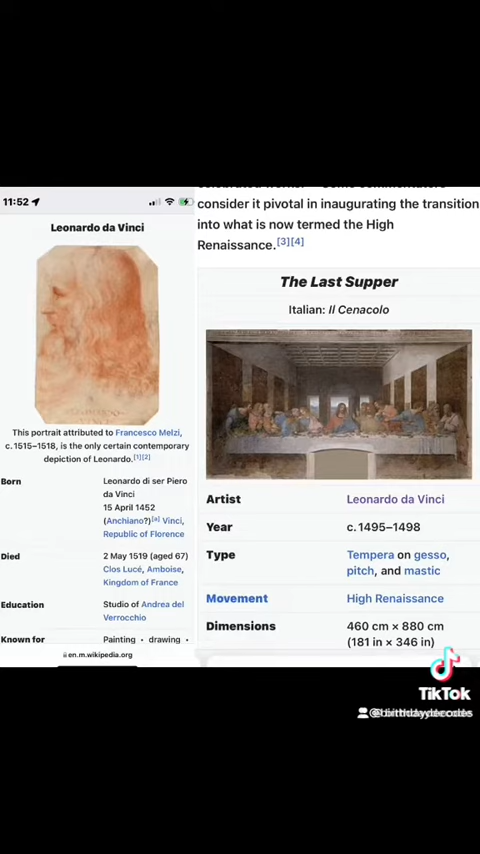 11:52
Leonardo da Vinci
This portrait attributed to Francesco Melzi,
c. 1515–1518, is the only certain contemporary
depiction of Leonardo.[1][2]
Born
Leonardo di ser Piero
da Vinci
15 April 1452
(Anchiano?)[a] Vinci,
Republic of Florence
Died
2 May 1519 (aged 67)
Clos Lucé, Amboise,
Kingdom of France
Education
Studio of Andrea del
Verrocchio
Known for
Painting • drawing •
en.m.wikipedia.org
consider it pivotal in inaugurating the transition
into what is now termed the High
Renaissance.[3][4]
The Last Supper
Italian: Il Cenacolo
Artist
Leonardo da Vinci
Year
c. 1495–1498
Type
Tempera on gesso,
pitch, and mastic
Movement
High Renaissance
Dimensions
460 cm × 880 cm
(181 in × 346 in)
TikTok